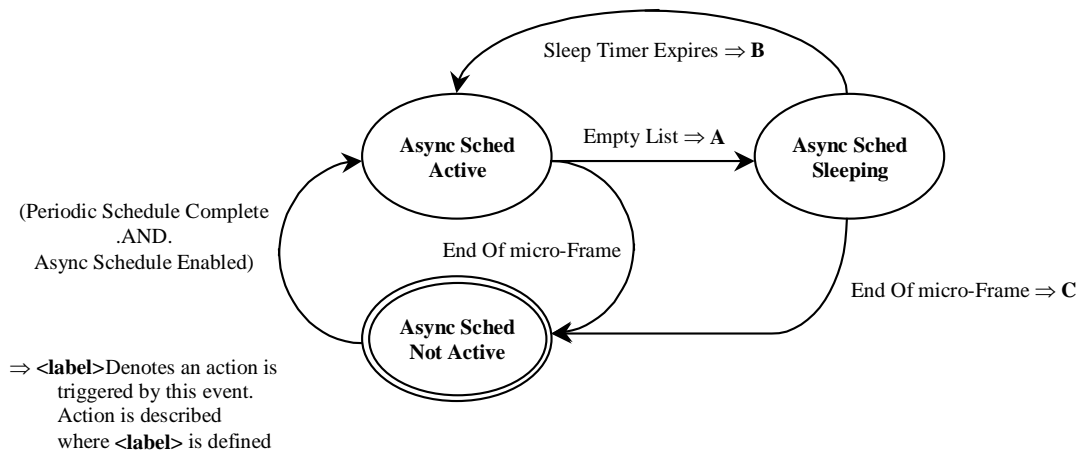 Sleep Timer Expires ⇒ B
Async Sched
Active
Empty List ⇒ A
Async Sched
Sleeping
(Periodic Schedule Complete
.AND.
Async Schedule Enabled)
End Of micro-Frame
End Of micro-Frame ⇒ C
Async Sched
Not Active
⇒ <label>Denotes an action is
triggered by this event.
Action is described
where <label> is defined